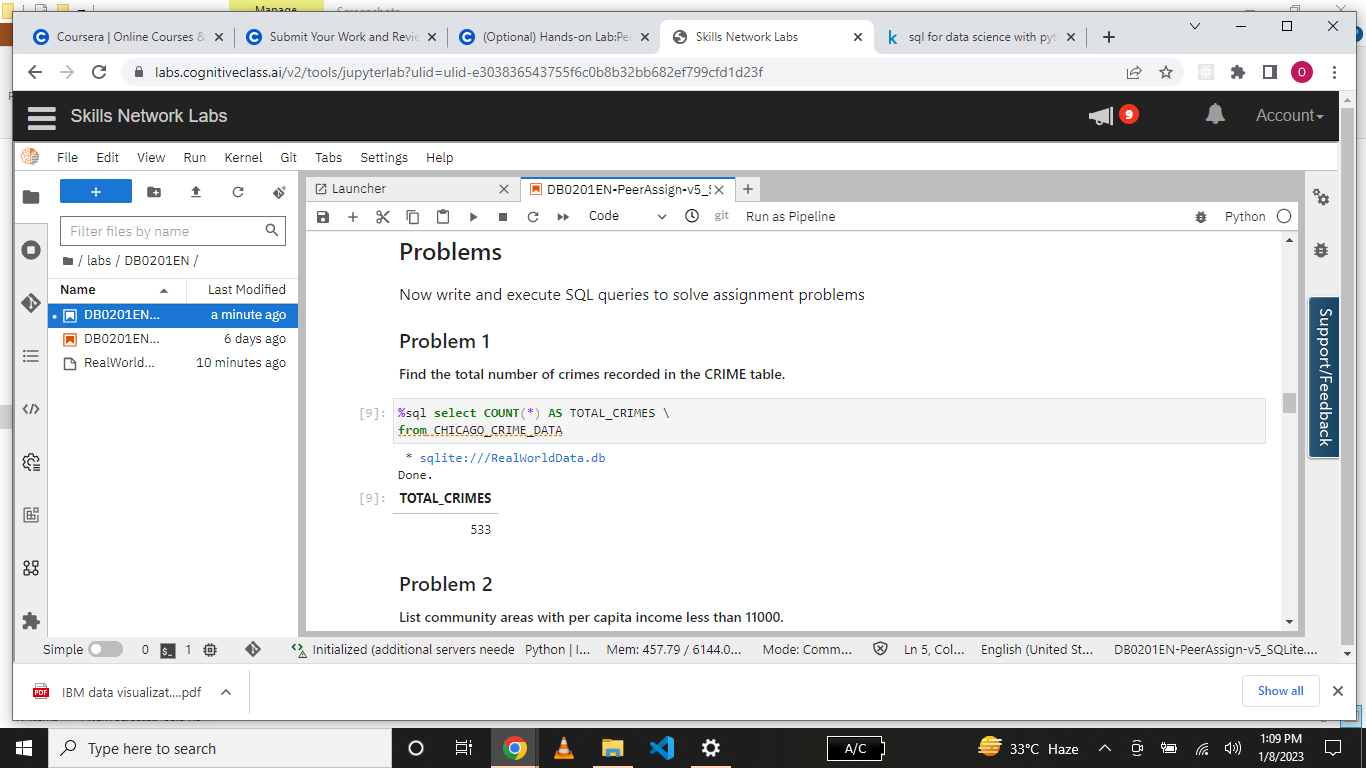 Manage
Screenshots
Coursera | Online Courses &
Submit Your Work and Revie
(Optional) Hands-on Lab:Pee
Skills Network Labs
sql for data science with pyth
labs.cognitiveclass.ai/v2/tools/jupyterlab?ulid=ulid-e303836543755f6c0b8b32bb682ef799cfd1d23f
O
Skills Network Labs
9
Account
File Edit View Run Kernel Git Tabs Settings Help
+
Launcher
DB0201EN-PeerAssign-v5_S
Code
git
Run as Pipeline
Python
Filter files by name
/ labs / DB0201EN /
Name
Last Modified
DB0201EN... a minute ago
DB0201EN... 6 days ago
RealWorld... 10 minutes ago
Problems
Now write and execute SQL queries to solve assignment problems
Problem 1
Find the total number of crimes recorded in the CRIME table.
[9]: %sql select COUNT(*) AS TOTAL_CRIMES \
from CHICAGO_CRIME_DATA
* sqlite:///RealWorldData.db
Done.
[9]: TOTAL_CRIMES
533
Problem 2
List community areas with per capita income less than 11000.
Support/Feedback
Simple 0 $_ 1 Initialized (additional servers neede Python | I... Mem: 457.79 / 6144.0... Mode: Comm... Ln 5, Col... English (United St... DB0201EN-PeerAssign-v5_SQLite....
PDF
IBM data visualizat....pdf
Show all
Type here to search
A/C
33°C Haze
1:09 PM
1/8/2023